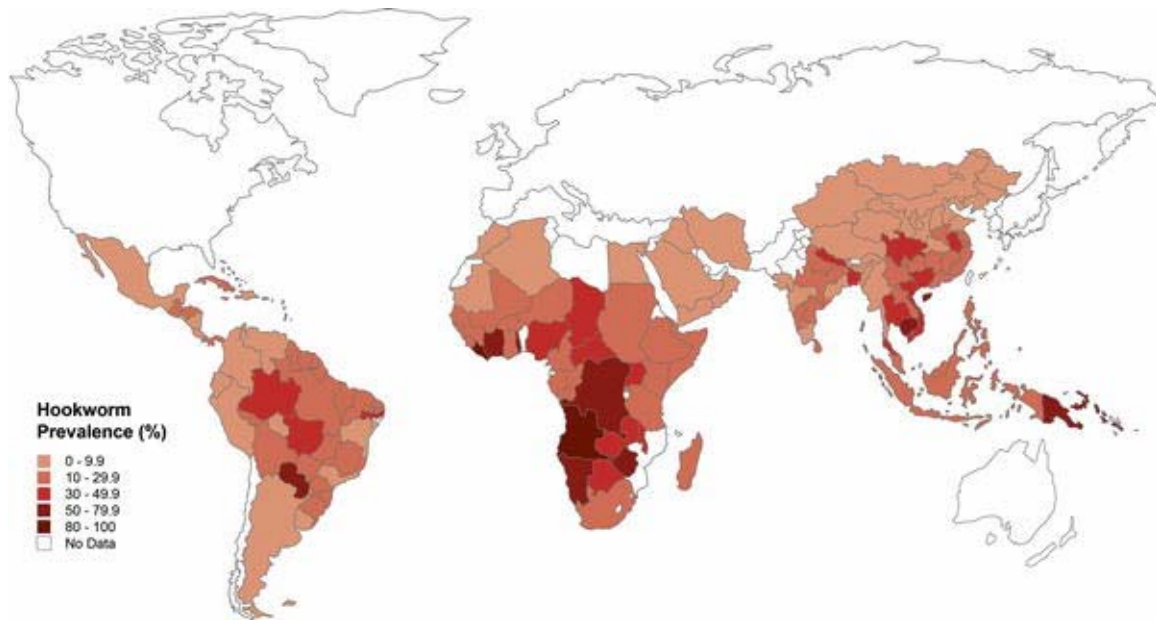 Hookworm
Prevalence (%)
0 - 9.9
10 - 29.9
30 - 49.9
50 - 79.9
80 - 100
No Data